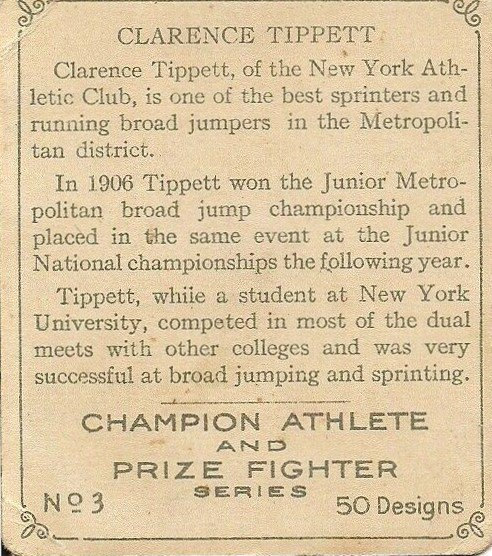 CLARENCE TIPPETT
Clarence Tippett, of the New York Ath-
letic Club, is one of the best sprinters and
running broad jumpers in the Metropoli-
tan district.
In 1906 Tippett won the Junior Metro-
politan broad jump championship and
placed in the same event at the Junior
National championships the following year.
Tippett, while a student at New York
University, competed in most of the dual
meets with other colleges and was very
successful at broad jumping and sprinting.
CHAMPION ATHLETE
AND
PRIZE FIGHTER
SERIES
No 3 50 Designs